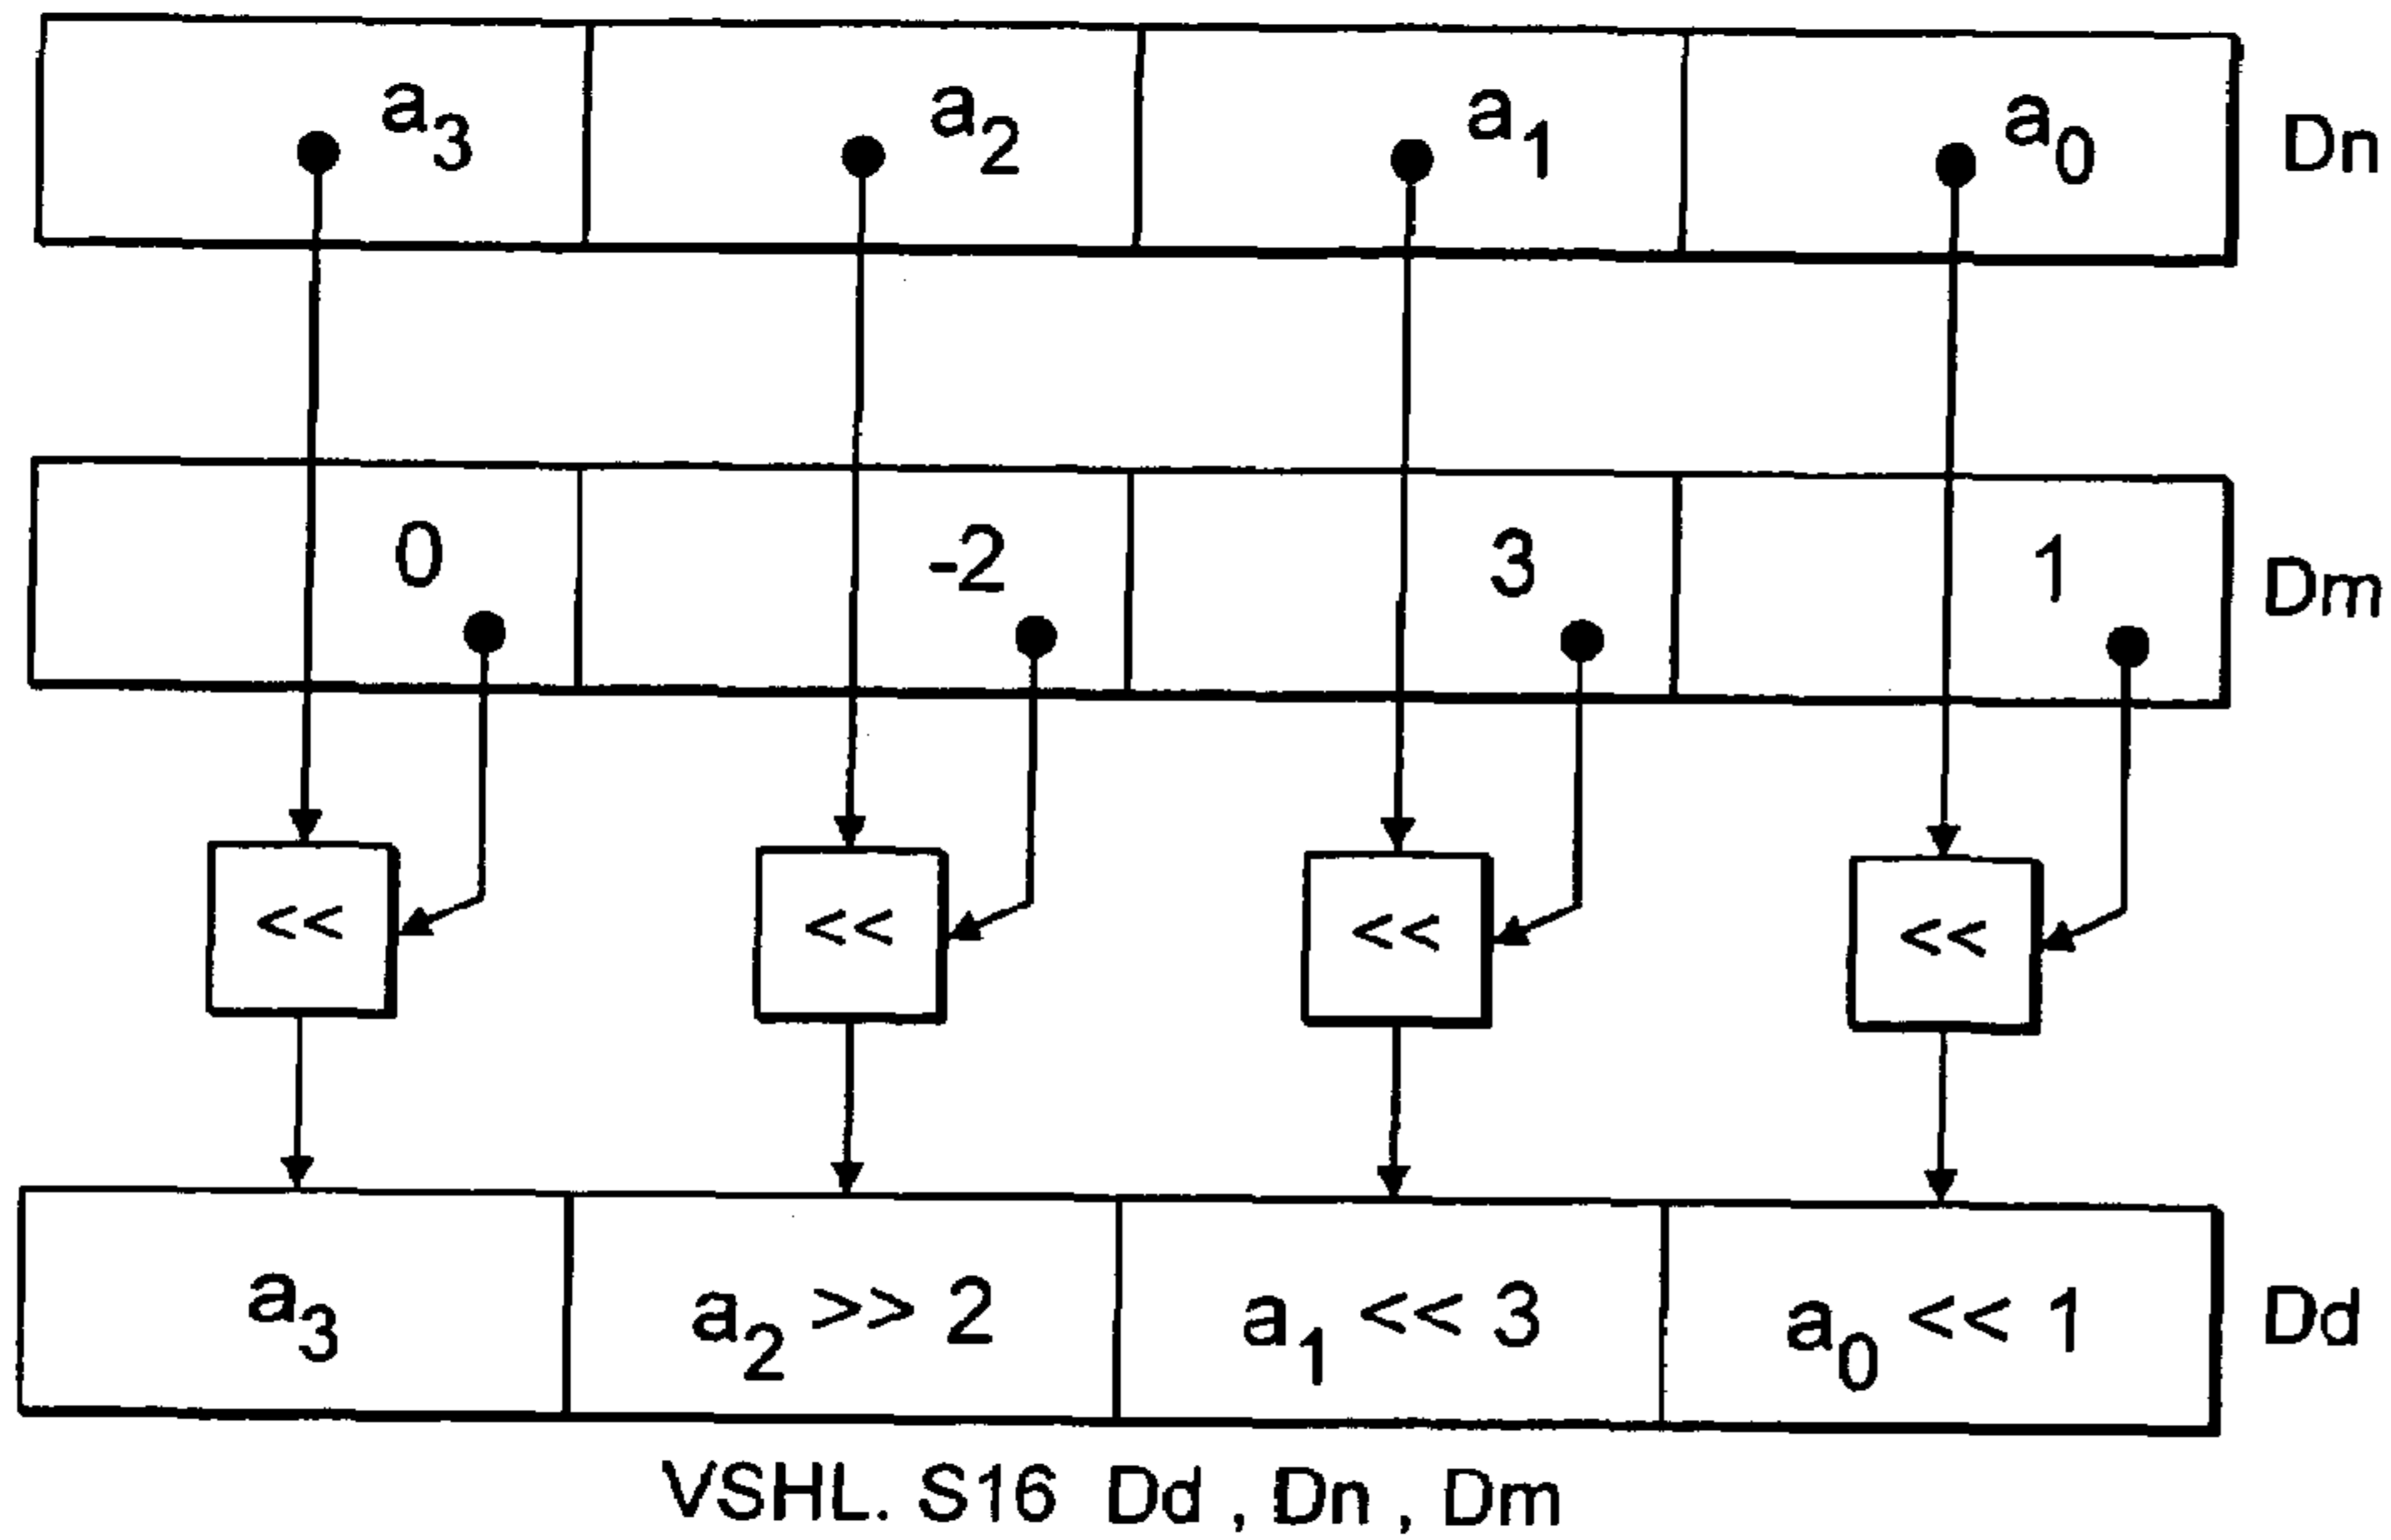 a3 a2 a1 a0 Dn
0 -2 3 1 Dm
<< << << <<
a3 a2 >> 2 a1 << 3 a0 << 1 Dd
VSHL. S16 Dd , Dn , Dm